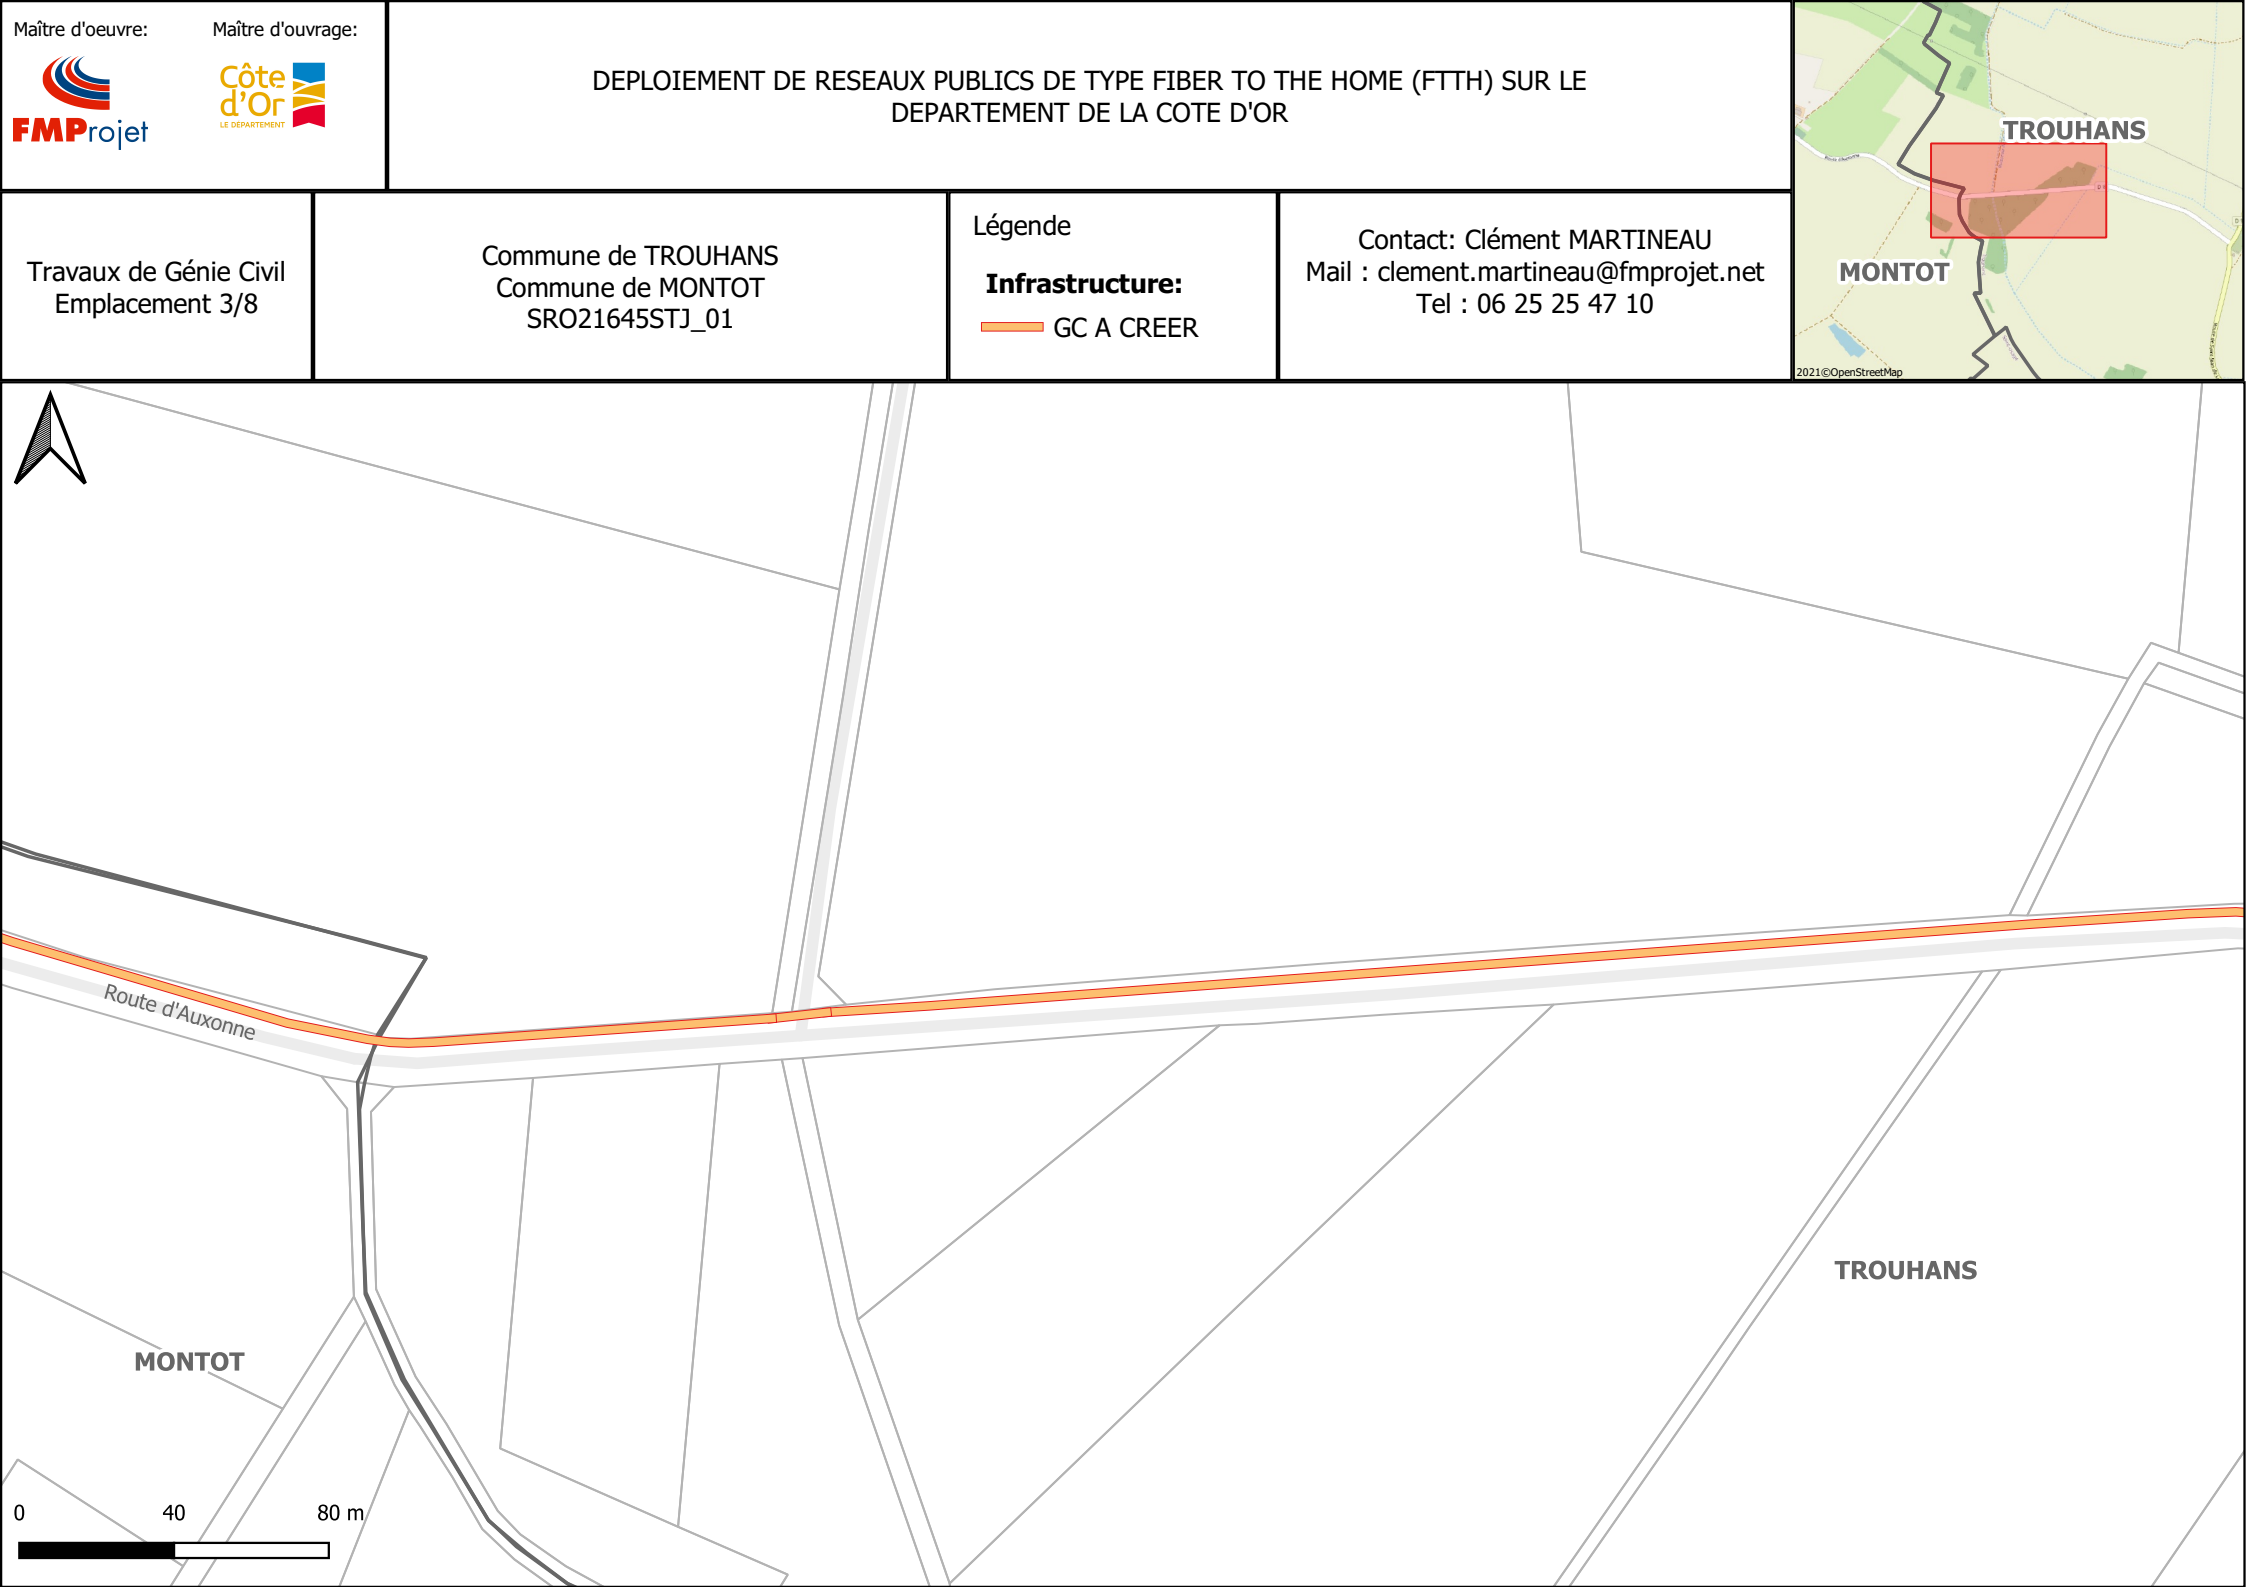 Maître d'oeuvre:
Maître d'ouvrage:
FMProjet
Côte
d'Or
LE DÉPARTEMENT
DEPLOIEMENT DE RESEAUX PUBLICS DE TYPE FIBER TO THE HOME (FTTH) SUR LE
DEPARTEMENT DE LA COTE D'OR
Travaux de Génie Civil
Emplacement 3/8
Commune de TROUHANS
Commune de MONTOT
SRO21645STJ_01
Légende
Infrastructure:
GC A CREER
Contact: Clément MARTINEAU
Mail : clement.martineau@fmprojet.net
Tel : 06 25 25 47 10
TROUHANS
MONTOT
2021©OpenStreetMap
Route d'Auxonne
TROUHANS
MONTOT
0 40 80 m